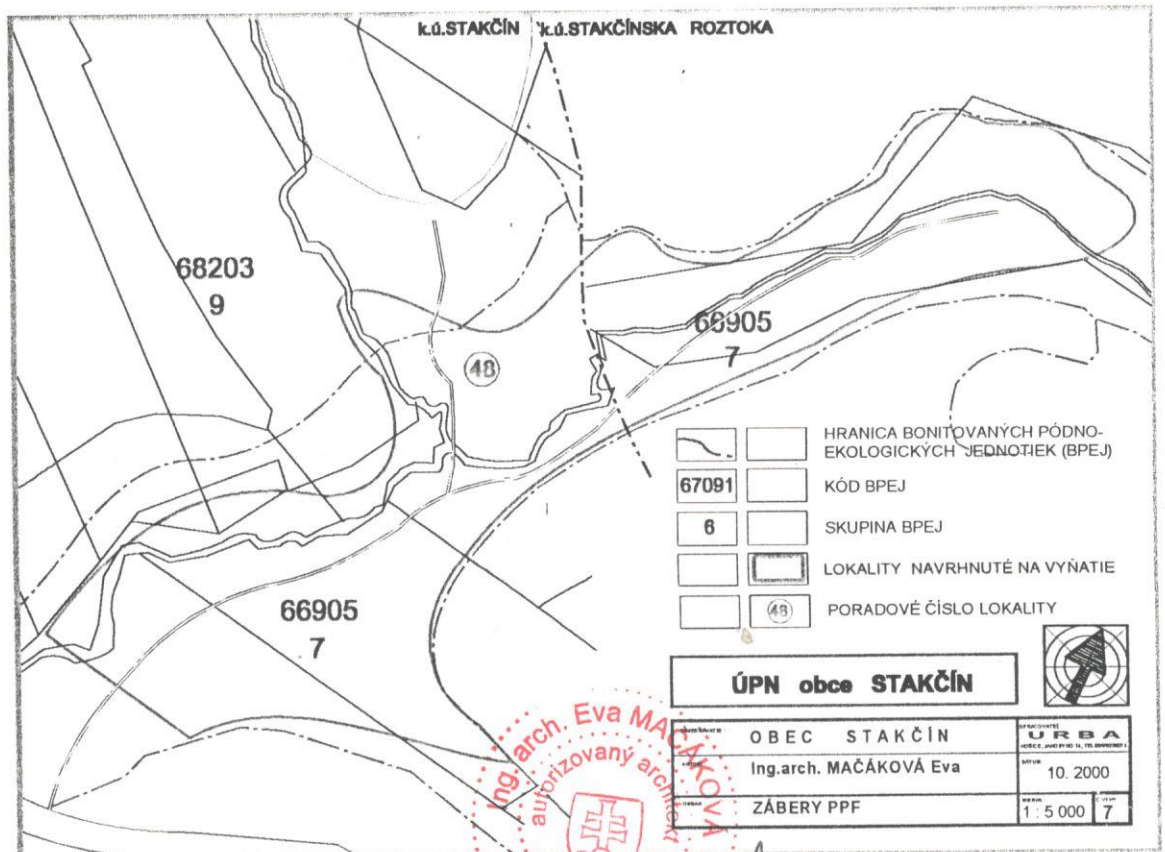 k.ú.STAKČÍN k.ú.STAKČÍNSKA ROZTOKA
68203
9
66905
7
48
66905
7
HRANICA BONITOVANÝCH PÔDNO-
EKOLOGICKÝCH JEDNOTIEK (BPEJ)
67091 KÓD BPEJ
6 SKUPINA BPEJ
LOKALITY NAVRHNUTÉ NA VYŇATIE
48 PORADOVÉ ČÍSLO LOKALITY
ÚPN obce STAKČÍN
OBEC STAKČÍN
URBA
Ing.arch. MAČÁKOVÁ Eva
DÁTUM
10. 2000
ZÁBERY PPF
MIERKA
1 : 5 000
7
Ing. arch. Eva MAČÁKOVÁ
autorizovaný architekt